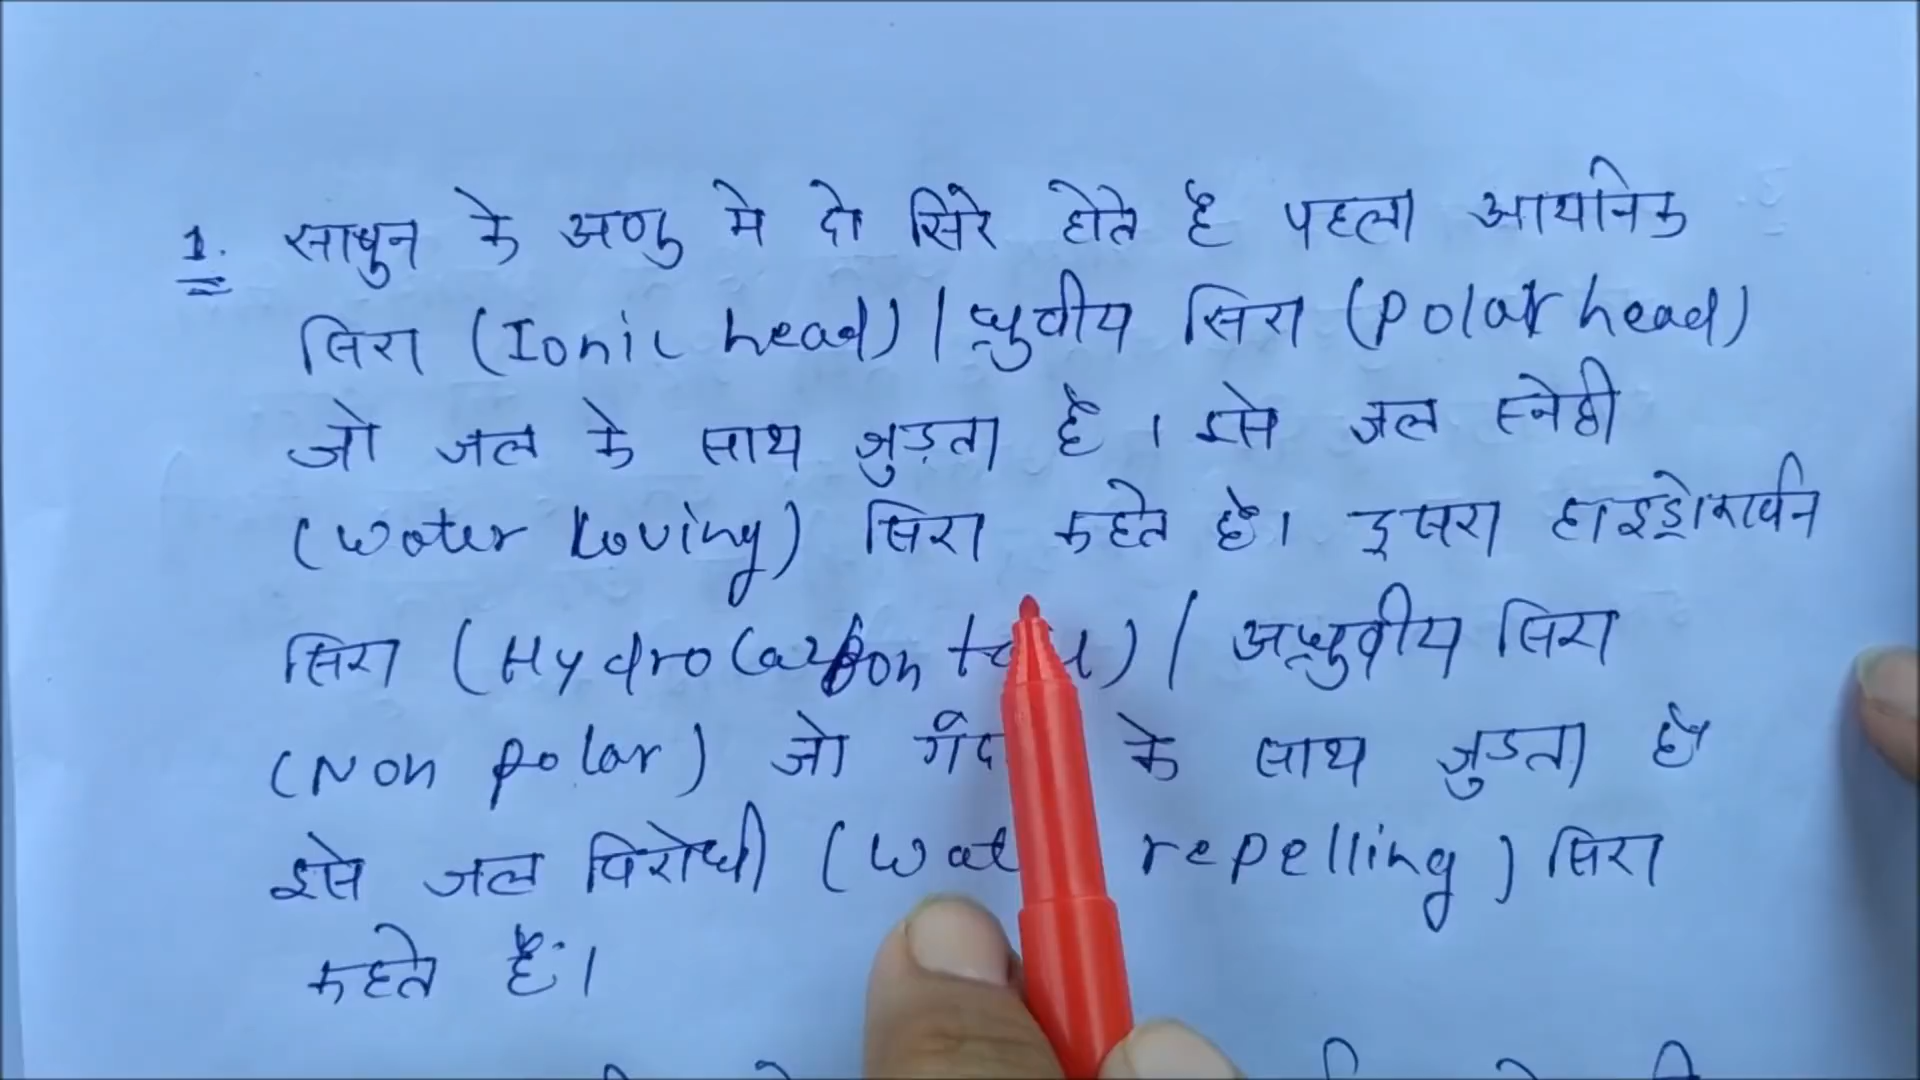 1. साबुन के अणु मे दो सिरे होते है पहला आयनिक
सिरा (Ionic head) / ध्रुवीय सिरा (Polar head)
जो जल के साथ जुड़ता है । इसे जल स्नेही
(water Loving) सिरा कहते है। दूसरा हाइड्रोकार्बन
सिरा (Hydrocarbon) / अध्रुवीय सिरा
(Non polar) जो के साथ जुडता है
इसे जल विरोधी (repelling) सिरा
कहते है।